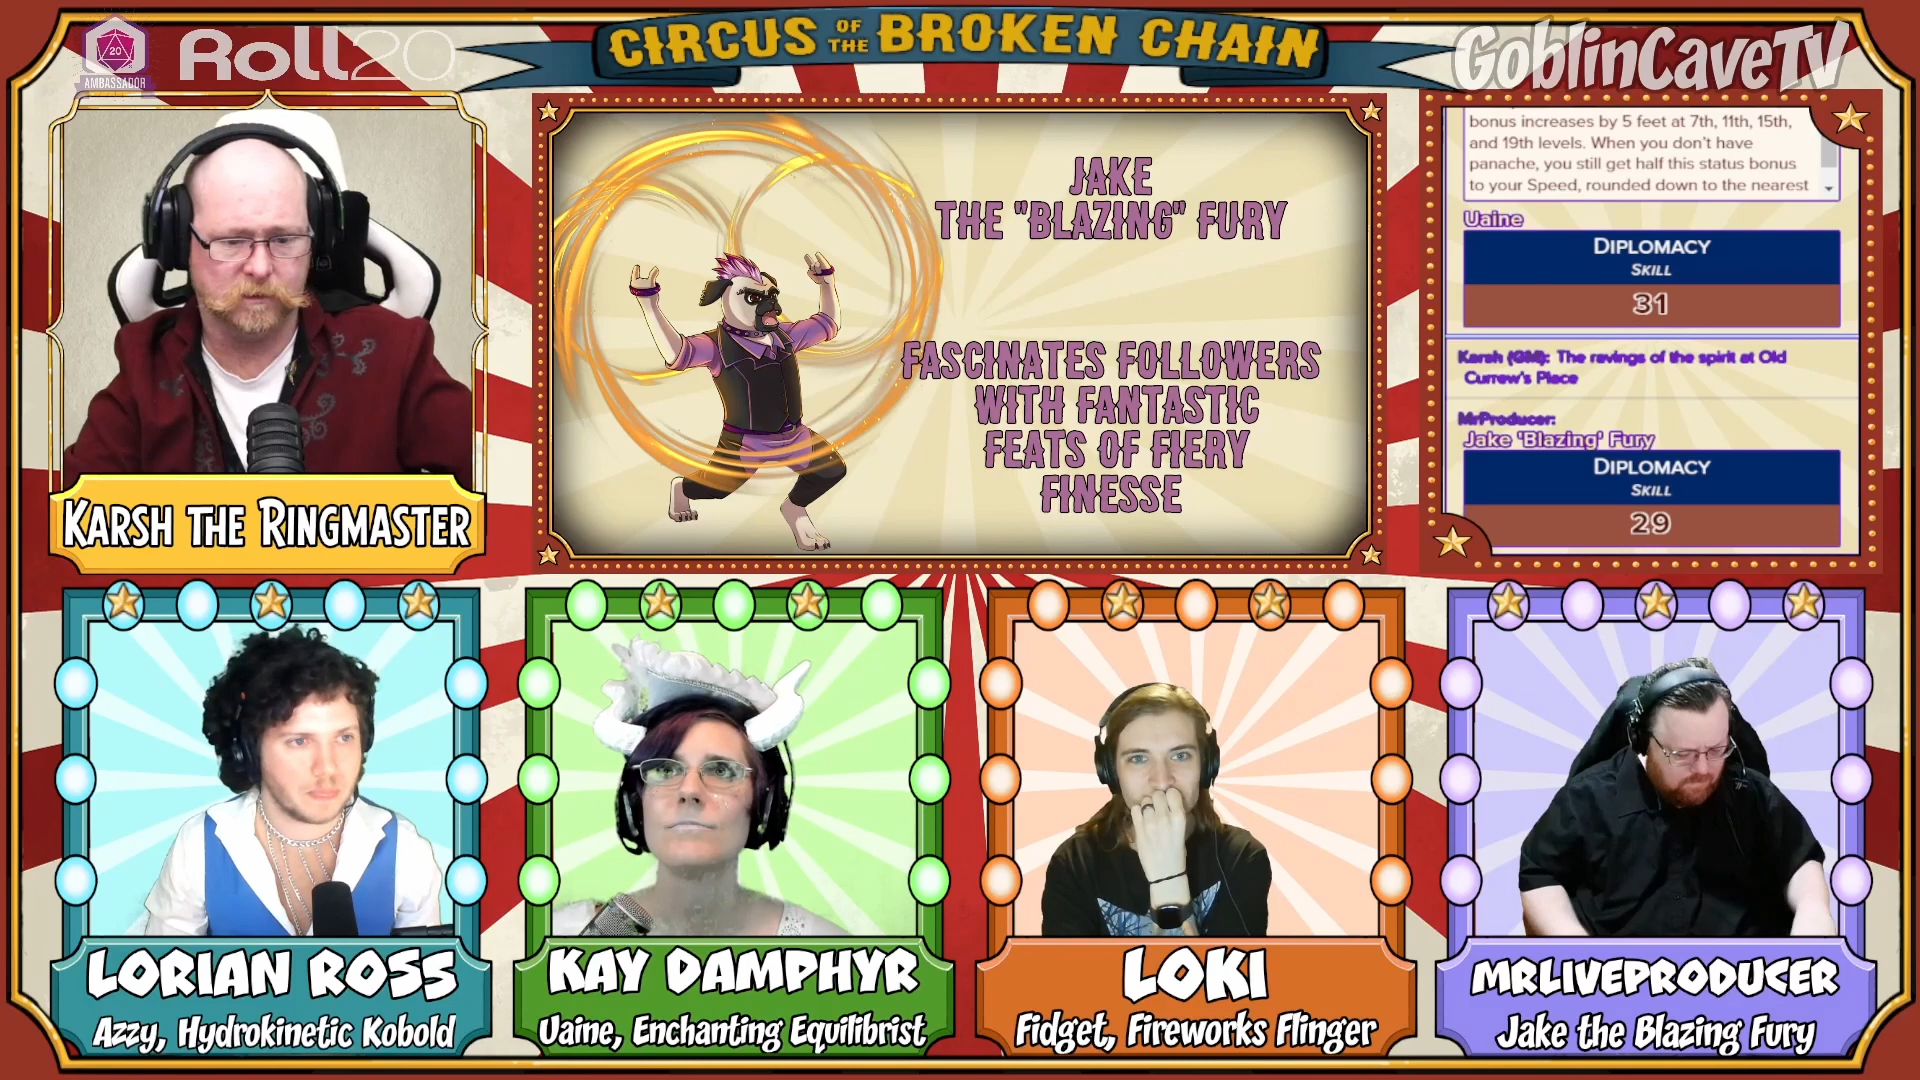 CIRCUS OF THE BROKEN CHAIN
20
AMBASSADOR
Roll20
GoblinCaveTV
JAKE
THE "BLAZING" FURY
FASCINATES FOLLOWERS
WITH FANTASTIC
FEATS OF FIERY
FINESSE
bonus increases by 5 feet at 7th, 11th, 15th,
and 19th levels. When you don't have
panache, you still get half this status bonus
to your Speed, rounded down to the nearest
Uaine
DIPLOMACY
SKILL
31
Karsh (GM): The ravings of the spirit at Old
Currew's Place
MrProducer:
Jake 'Blazing' Fury
DIPLOMACY
SKILL
29
KARSH THE RINGMASTER
LORIAN ROSS
Azzy, Hydrokinetic Kobold
KAY DAMPHYR
Uaine, Enchanting Equilibrist
LOKI
Fidget, Fireworks Flinger
MRLIVEPRODUCER
Jake the Blazing Fury